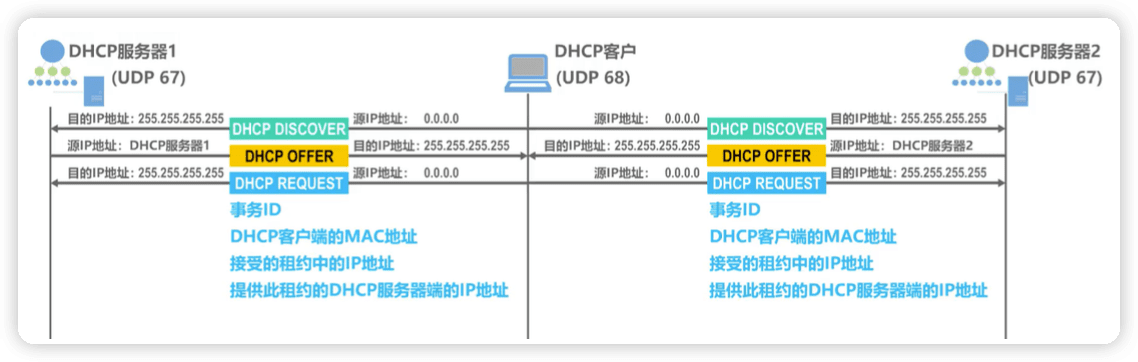 DHCP服务器1
(UDP 67)
DHCP客户
(UDP 68)
DHCP服务器2
(UDP 67)
目的IP地址: 255.255.255.255 DHCP DISCOVER 源IP地址: 0.0.0.0 源IP地址: 0.0.0.0 DHCP DISCOVER 目的IP地址: 255.255.255.255
源IP地址: DHCP服务器1 DHCP OFFER 目的IP地址: 255.255.255.255 目的IP地址: 255.255.255.255 DHCP OFFER 源IP地址: DHCP服务器2
目的IP地址: 255.255.255.255 DHCP REQUEST 源IP地址: 0.0.0.0 源IP地址: 0.0.0.0 DHCP REQUEST 目的IP地址: 255.255.255.255
事务ID
DHCP客户端的MAC地址
接受的租约中的IP地址
提供此租约的DHCP服务器端的IP地址
事务ID
DHCP客户端的MAC地址
接受的租约中的IP地址
提供此租约的DHCP服务器端的IP地址